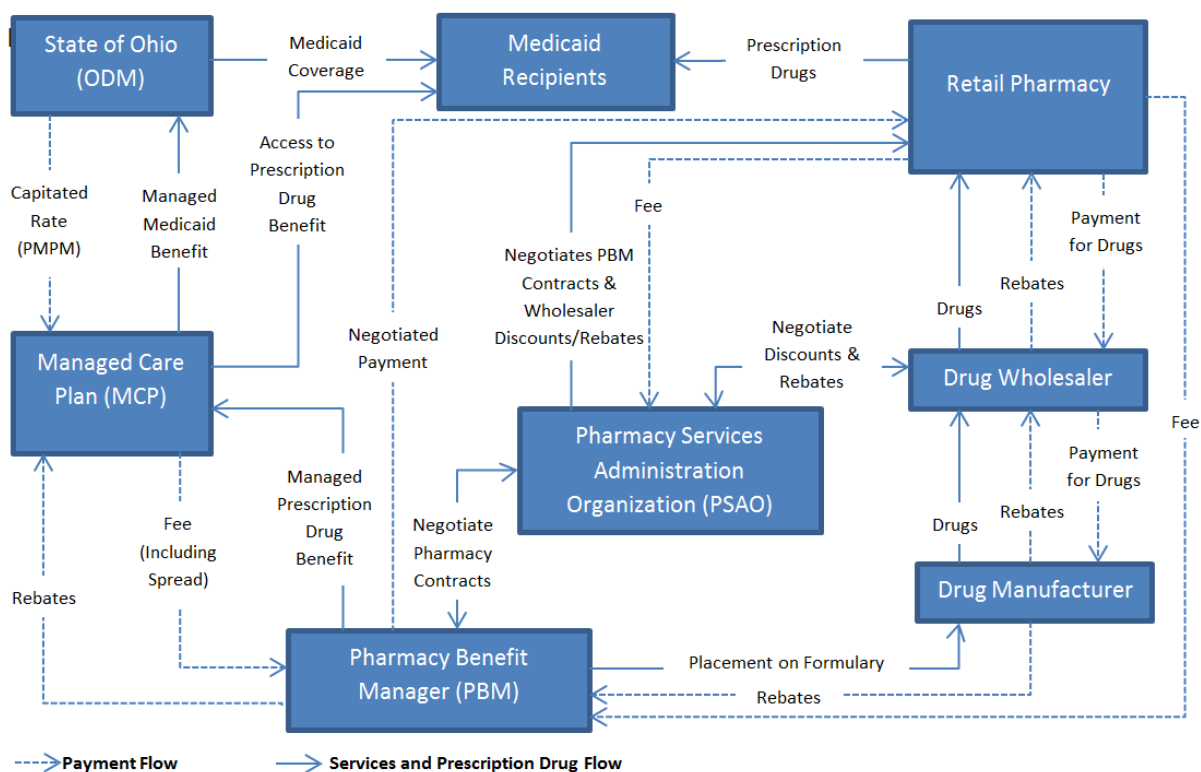 State of Ohio
(ODM)
Medicaid
Coverage
Medicaid
Recipients
Prescription
Drugs
Retail Pharmacy
Capitated
Rate
(PMPM)
Managed
Medicaid
Benefit
Access to
Prescription
Drug
Benefit
Fee
Payment
for Drugs
Negotiates PBM
Contracts &
Wholesaler
Discounts/Rebates
Rebates
Drugs
Negotiated
Payment
Negotiate
Discounts &
Rebates
Managed Care
Plan (MCP)
Drug Wholesaler
Fee
Pharmacy Services
Administration
Organization (PSAO)
Payment
for Drugs
Rebates
Drugs
Managed
Prescription
Drug
Benefit
Fee
(Including
Spread)
Negotiate
Pharmacy
Contracts
Rebates
Drug Manufacturer
Pharmacy Benefit
Manager (PBM)
Placement on Formulary
Rebates
Payment Flow
Services and Prescription Drug Flow